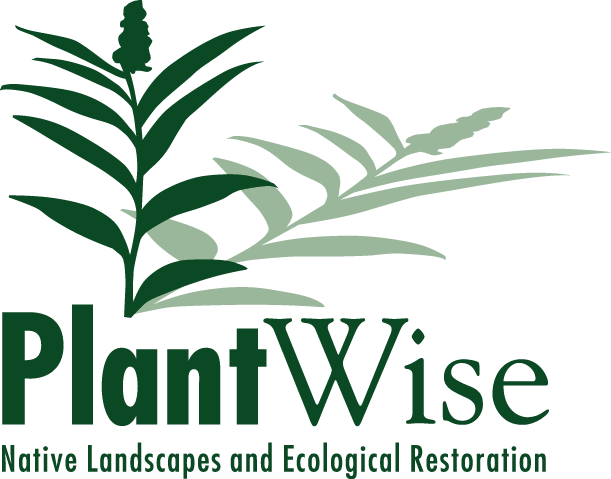 PlantWise
Native Landscapes and Ecological Restoration